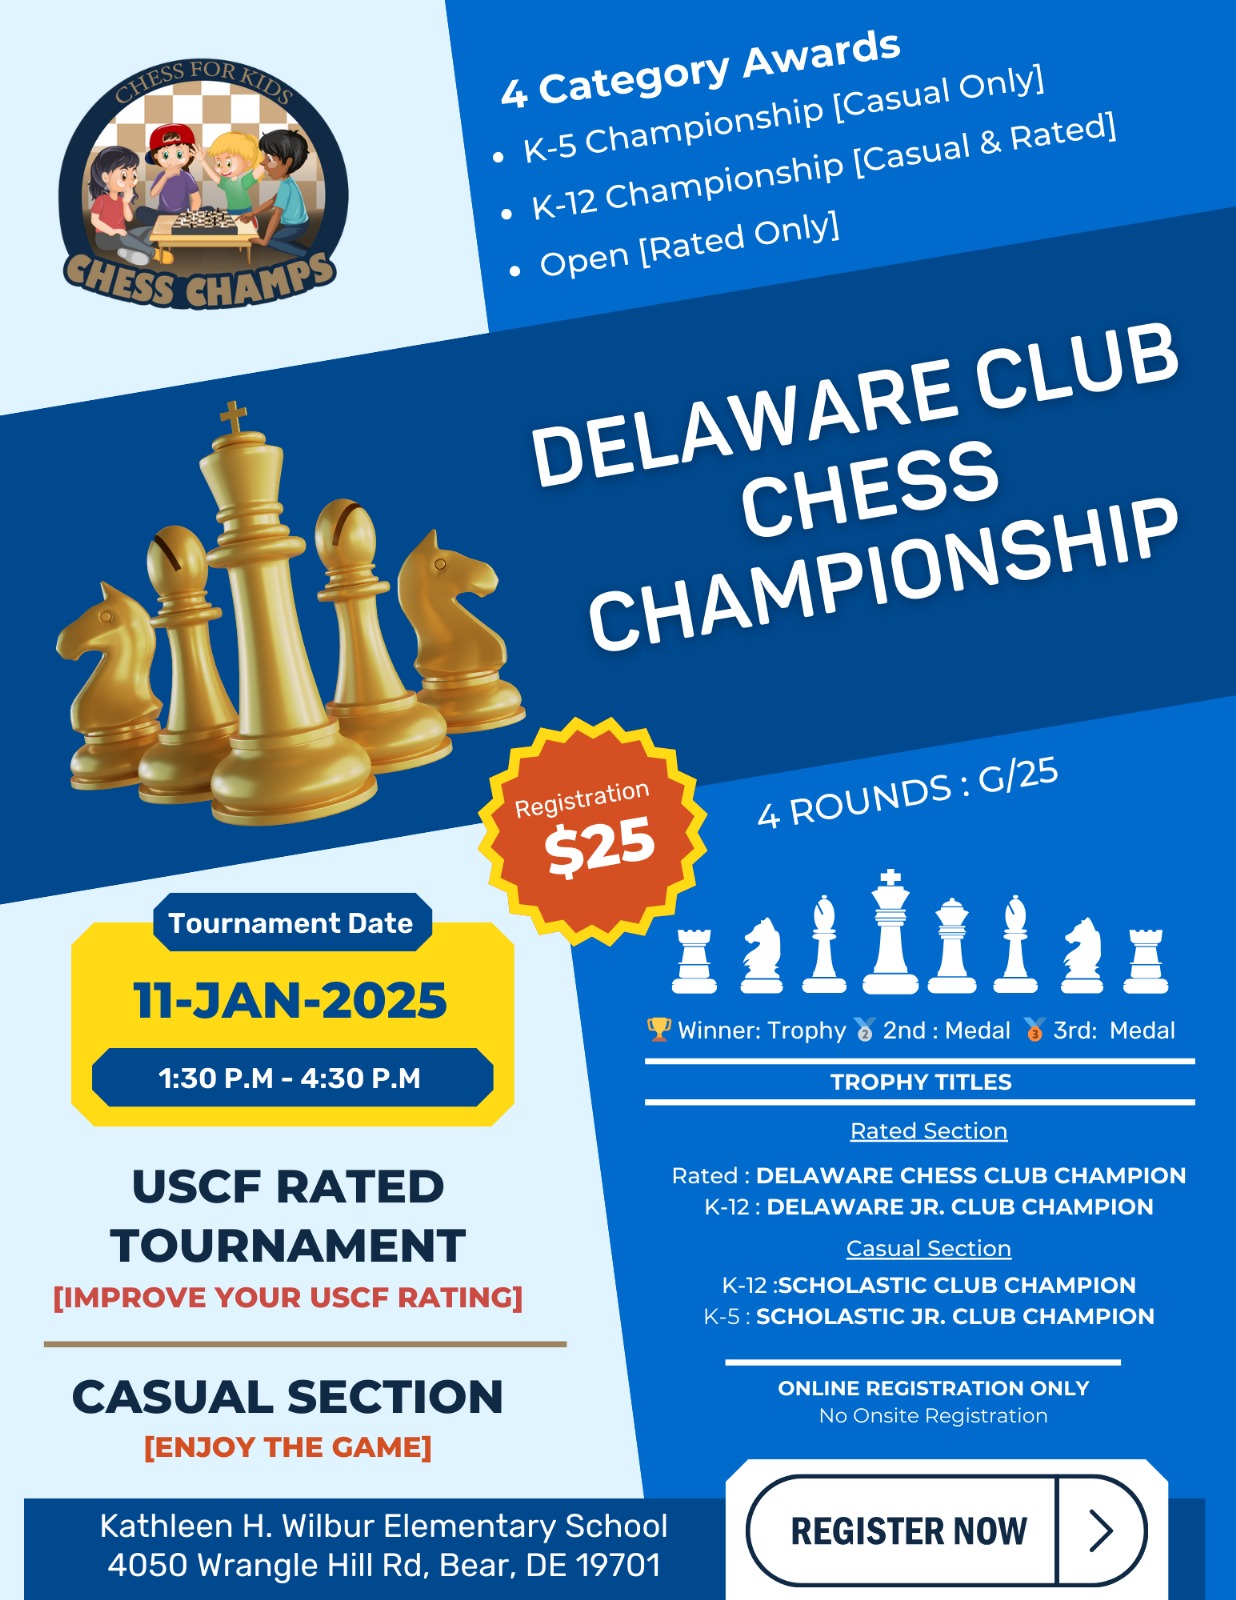 CHESS FOR KIDS
CHESS CHAMPS
4 Category Awards
• K-5 Championship [Casual Only]
• K-12 Championship [Casual & Rated]
• Open [Rated Only]
DELAWARE CLUB
CHESS
CHAMPIONSHIP
Registration
$25
4 ROUNDS : G/25
Tournament Date
11-JAN-2025
1:30 P.M - 4:30 P.M
USCF RATED
TOURNAMENT
[IMPROVE YOUR USCF RATING]
CASUAL SECTION
[ENJOY THE GAME]
🏆 Winner: Trophy 🥈 2nd : Medal 🥉 3rd: Medal
TROPHY TITLES
Rated Section
Rated : DELAWARE CHESS CLUB CHAMPION
K-12 : DELAWARE JR. CLUB CHAMPION
Casual Section
K-12 :SCHOLASTIC CLUB CHAMPION
K-5 : SCHOLASTIC JR. CLUB CHAMPION
ONLINE REGISTRATION ONLY
No Onsite Registration
Kathleen H. Wilbur Elementary School
4050 Wrangle Hill Rd, Bear, DE 19701
REGISTER NOW